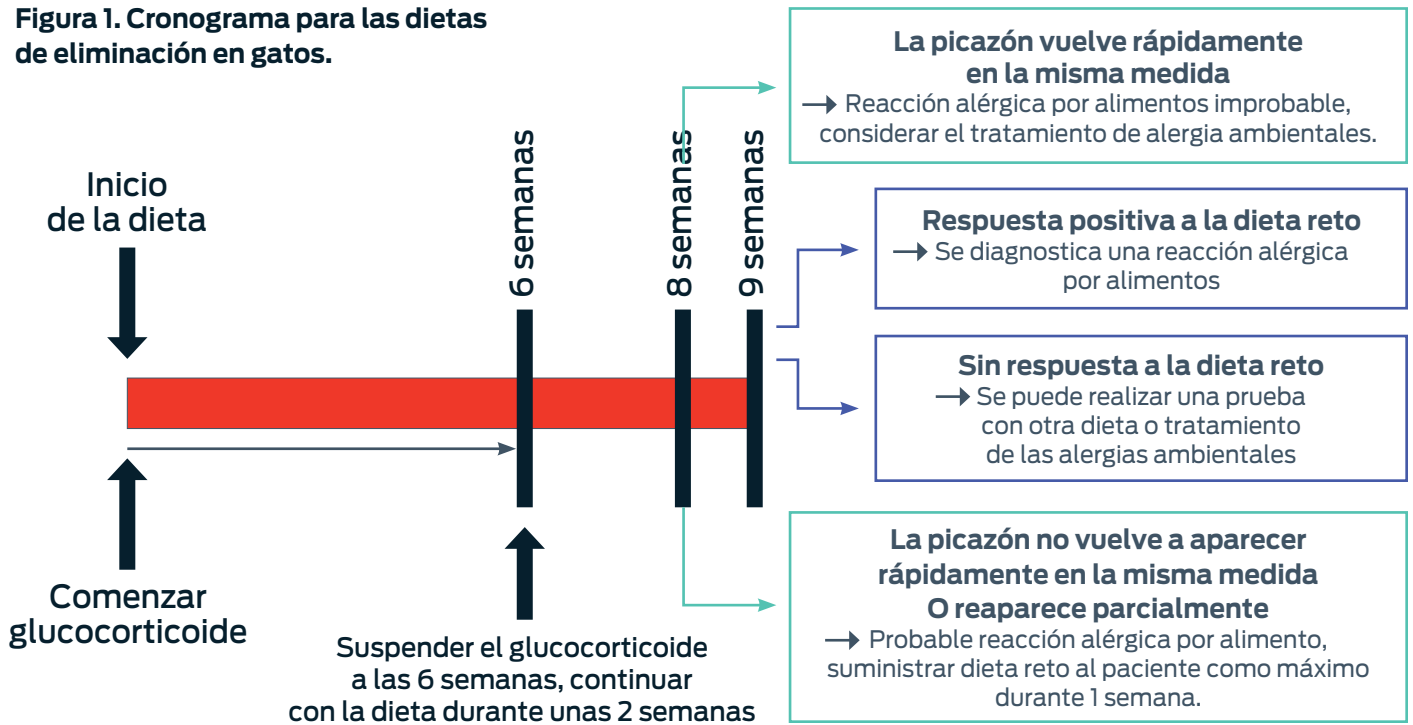 Figura 1. Cronograma para las dietas
de eliminación en gatos.
Inicio
de la dieta
Comenzar
glucocorticoide
6 semanas
8 semanas
9 semanas
Suspender el glucocorticoide
a las 6 semanas, continuar
con la dieta durante unas 2 semanas
La picazón vuelve rápidamente
en la misma medida
→ Reacción alérgica por alimentos improbable,
considerar el tratamiento de alergia ambientales.
Respuesta positiva a la dieta reto
→ Se diagnostica una reacción alérgica
por alimentos
Sin respuesta a la dieta reto
→ Se puede realizar una prueba
con otra dieta o tratamiento
de las alergias ambientales
La picazón no vuelve a aparecer
rápidamente en la misma medida
O reaparece parcialmente
→ Probable reacción alérgica por alimento,
suministrar dieta reto al paciente como máximo
durante 1 semana.